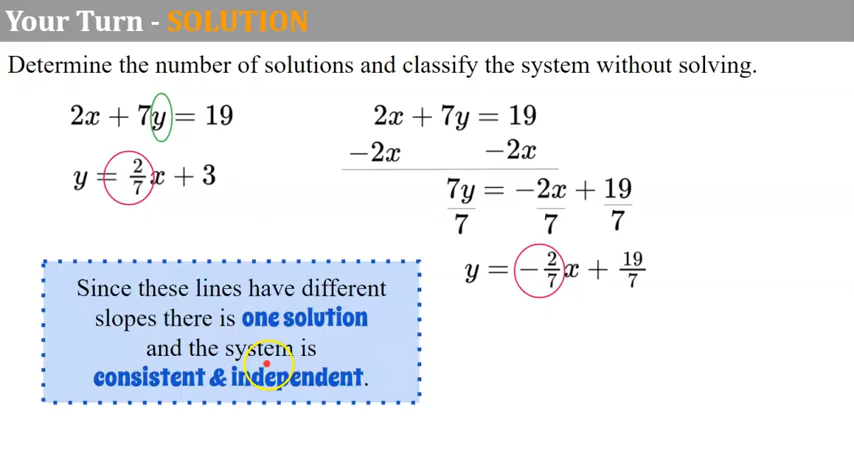 Your Turn - SOLUTION
Determine the number of solutions and classify the system without solving.
2x + 7y = 19
y = 2/7 x + 3
2x + 7y = 19
−2x −2x
7y/7 = −2x/7 + 19/7
y = −2/7 x + 19/7
Since these lines have different
slopes there is one solution
and the system is
consistent & independent.